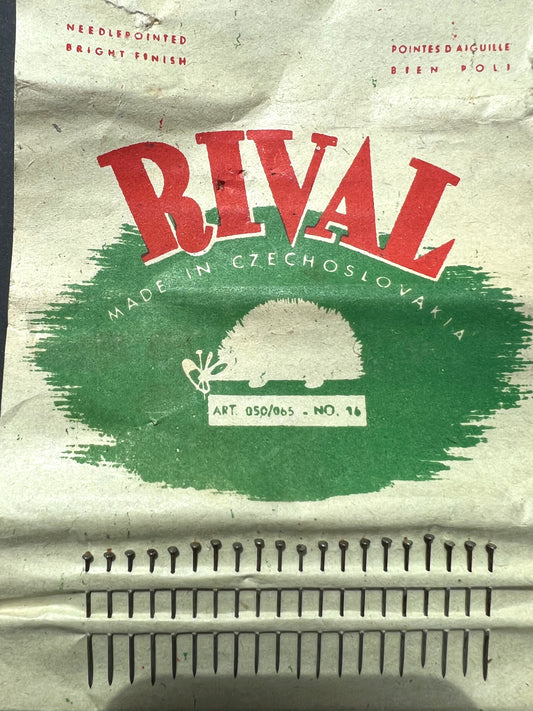 NEEDLEPOINTED
BRIGHT FINISH
POINTES D'AIGUILLE
BIEN POLI
RIVAL
MADE IN CZECHOSLOVAKIA
ART. 050/065 - NO. 16